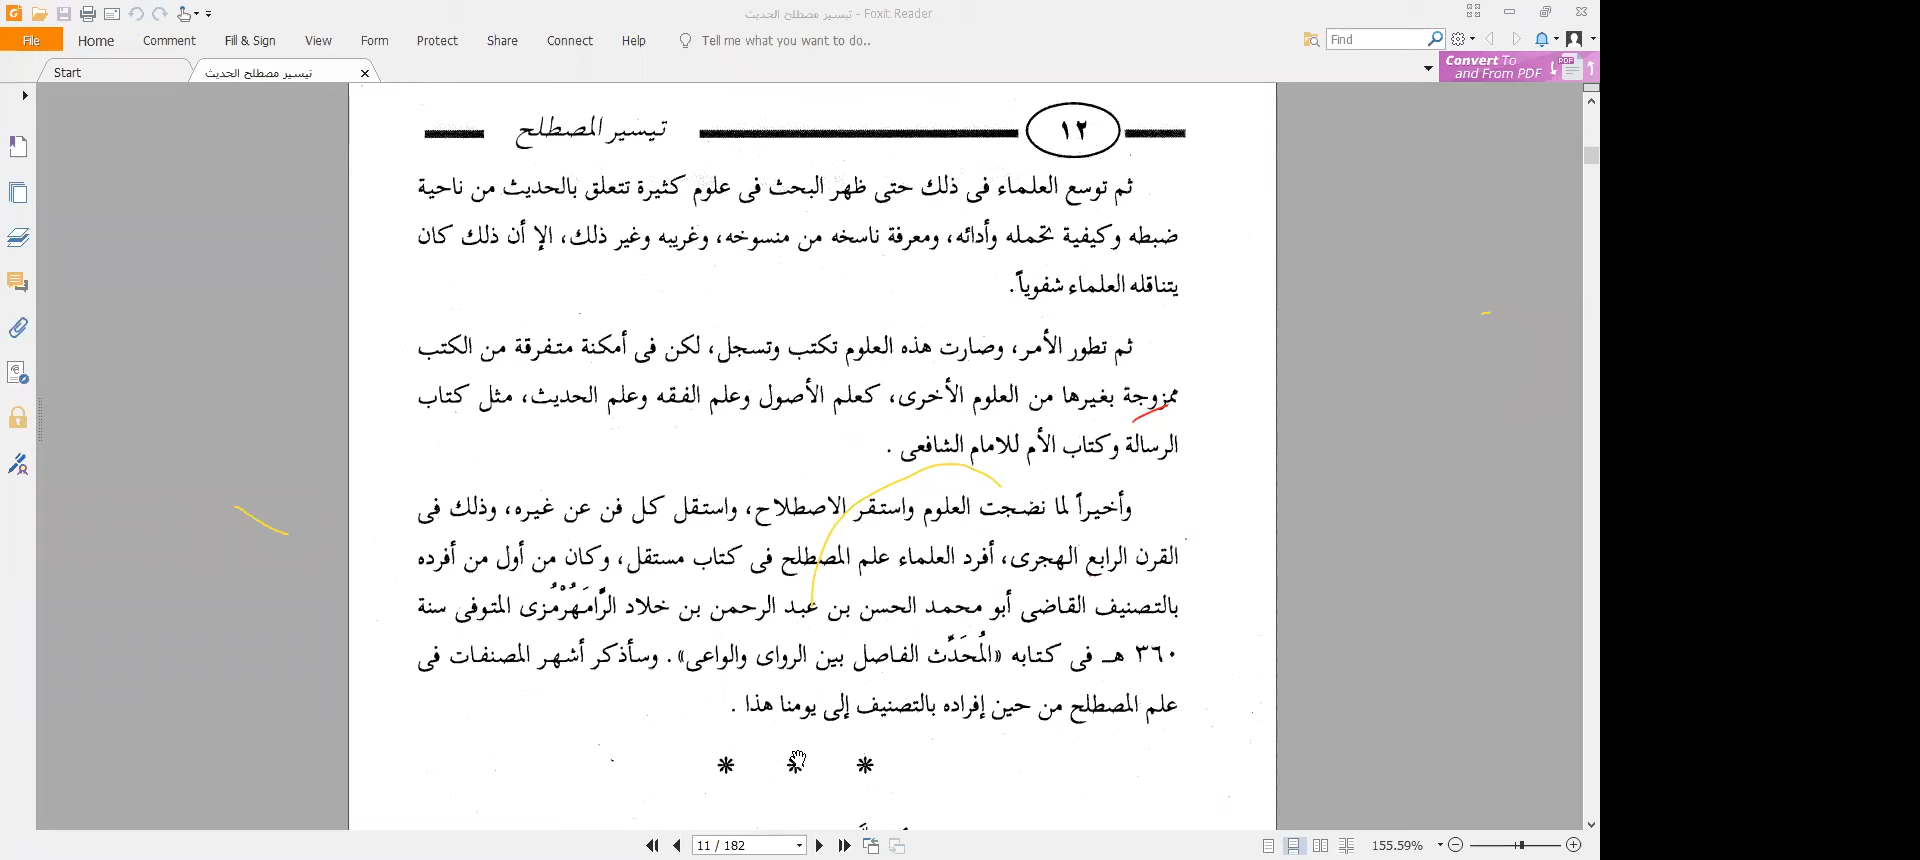 تيسير مصطلح الحديث - Foxit Reader
File Home Comment Fill & Sign View Form Protect Share Connect Help Tell me what you want to do.. Find
Start تيسير مصطلح الحديث Convert To and From PDF PDF
١٢ تيسير المصطلح
ثم توسع العلماء فى ذلك حتى ظهر البحث فى علوم كثيرة تتعلق بالحديث من ناحية
ضبطه وكيفية تحمله وأدائه، ومعرفة ناسخه من منسوخه، وغريبه وغير ذلك، الا أن ذلك كان
يتناقله العلماء شفوياً.
ثم تطور الأمر، وصارت هذه العلوم تكتب وتسجل، لكن فى أمكنة متفرقة من الكتب
ممزوجة بغيرها من العلوم الأخرى، كعلم الأصول وعلم الفقه وعلم الحديث، مثل كتاب
الرسالة وكتاب الأم للامام الشافعى .
وأخيراً لما نضجت العلوم واستقر الاصطلاح، واستقل كل فن عن غيره، وذلك فى
القرن الرابع الهجرى، أفرد العلماء علم المصطلح فى كتاب مستقل، وكان من أول من أفرده
بالتصنيف القاضى أبو محمد الحسن بن عبد الرحمن بن خلاد الرَّامَهُرْمُزى المتوفى سنة
٣٦٠ هـ فى كتابه «المُحَدِّث الفاصل بين الرواى والواعى». وسأذكر أشهر المصنفات فى
علم المصطلح من حين إفراده بالتصنيف إلى يومنا هذا .
* * *
11 / 182 155.59%